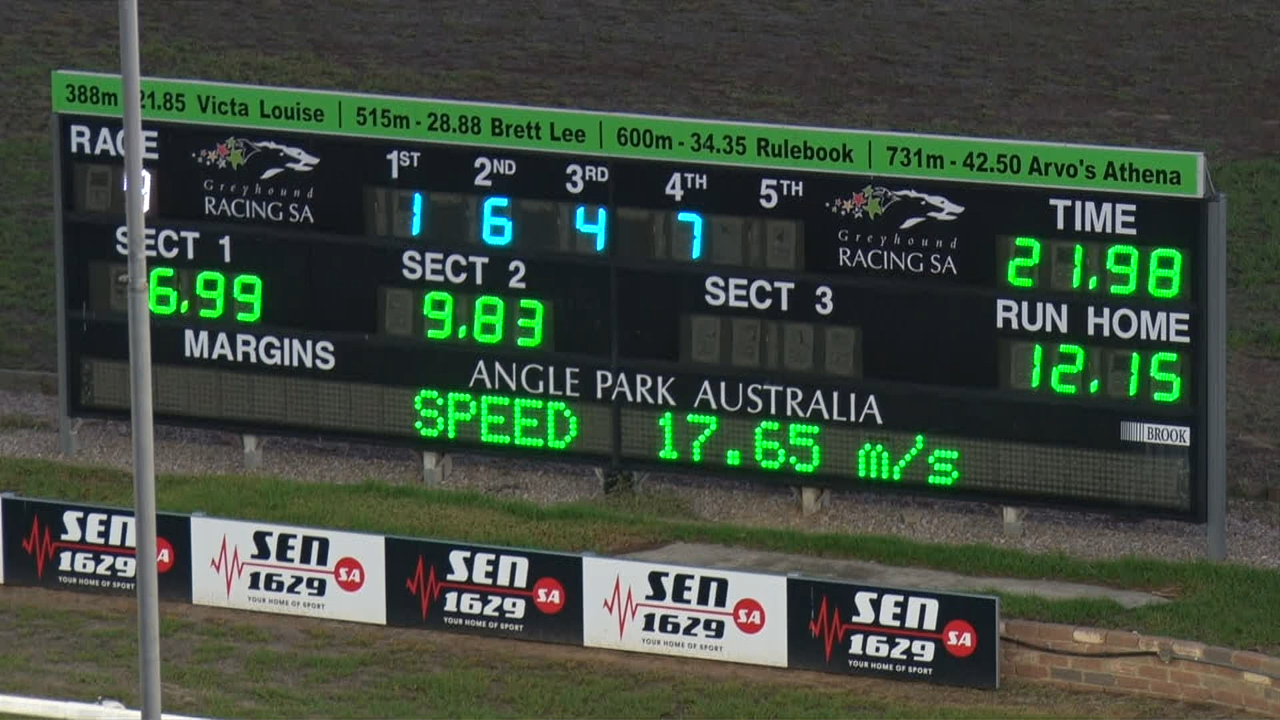 388m 21.85 Victa Louise | 515m - 28.88 Brett Lee | 600m - 34.35 Rulebook | 731m - 42.50 Arvo's Athena
RACE
Greyhound
RACING SA
1ST 2ND 3RD 4TH 5TH
1 6 4 7
Greyhound
RACING SA
TIME
21.98
SECT 1
6.99
SECT 2
9.83
SECT 3
RUN HOME
12.15
MARGINS
ANGLE PARK AUSTRALIA
SPEED 17.65 m/s
BROOK
SEN
1629
A
YOUR HOME OF SPORT
SEN
1629
SA
YOUR HOME OF SPORT
SEN
1629
SA
YOUR HOME OF SPORT
SEN
1629
SA
YOUR HOME OF SPORT
SEN
1629
SA
YOUR HOME OF SPORT